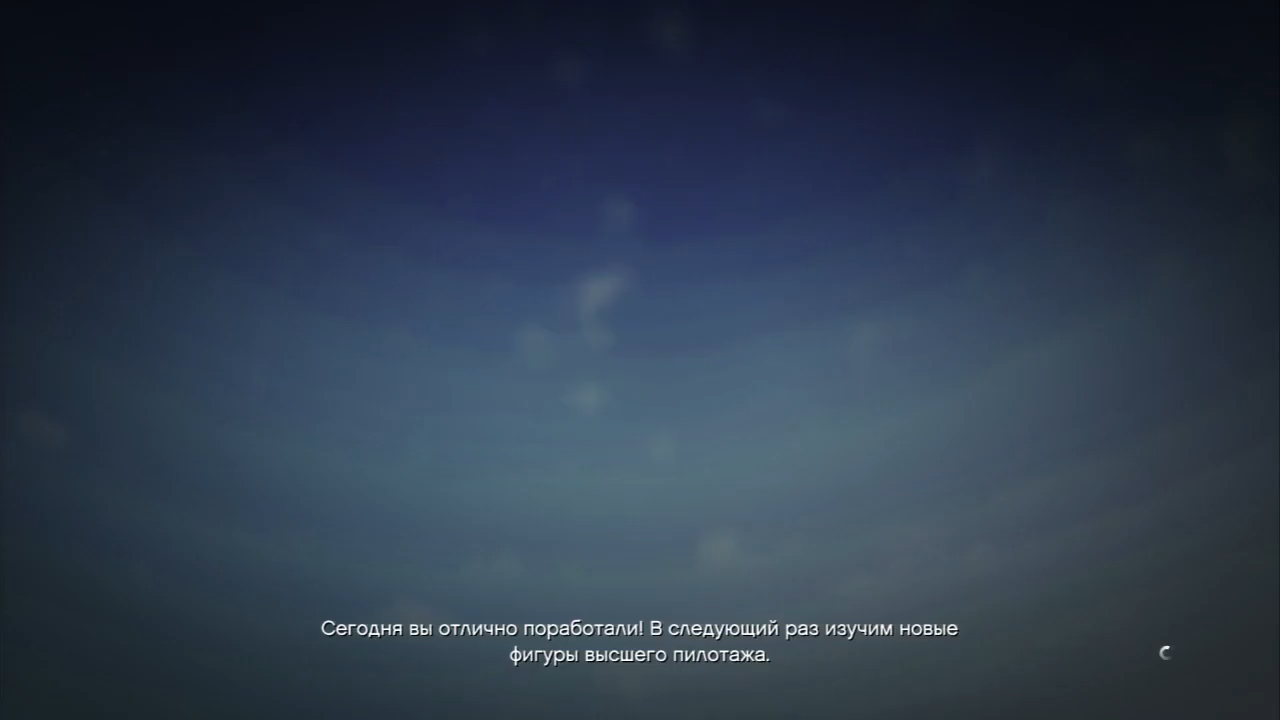 Сегодня вы отлично поработали! В следующий раз изучим новые
фигуры высшего пилотажа.